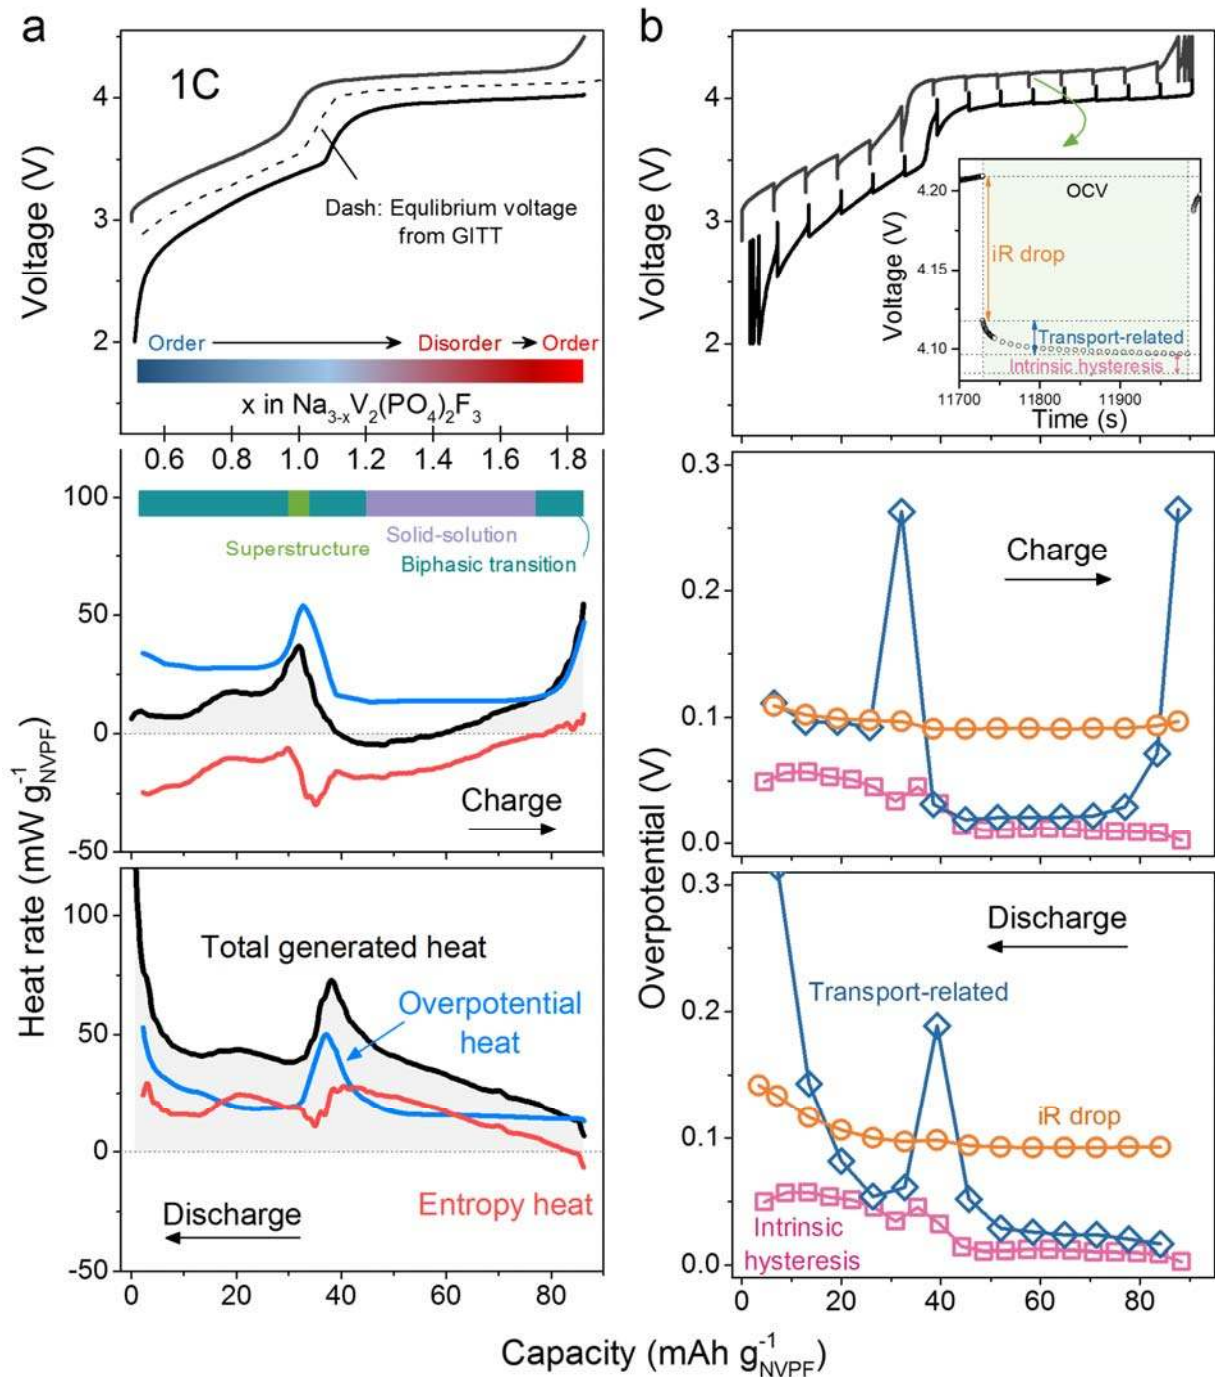 a
1C
Voltage (V)
4
3
2
Dash: Equlibrium voltage
from GITT
Order
Disorder
Order
x in Na₃₋ₓV₂(PO₄)₂F₃
0.6
0.8
1.0
1.2
1.4
1.6
1.8
100
50
0
-50
Superstructure
Solid-solution
Biphasic transition
Charge
Heat rate (mW g⁻¹NVPF)
100
50
0
-50
Total generated heat
Overpotential
heat
Entropy heat
Discharge
0
20
40
60
80
b
Voltage (V)
4
3
2
4.20
4.15
4.10
Voltage (V)
OCV
iR drop
Transport-related
Intrinsic hysteresis
11700
11800
11900
Time (s)
0.3
0.2
0.1
0.0
Charge
Overpotential (V)
0.3
0.2
0.1
0.0
Discharge
Transport-related
iR drop
Intrinsic
hysteresis
0
20
40
60
80
Capacity (mAh g⁻¹NVPF)